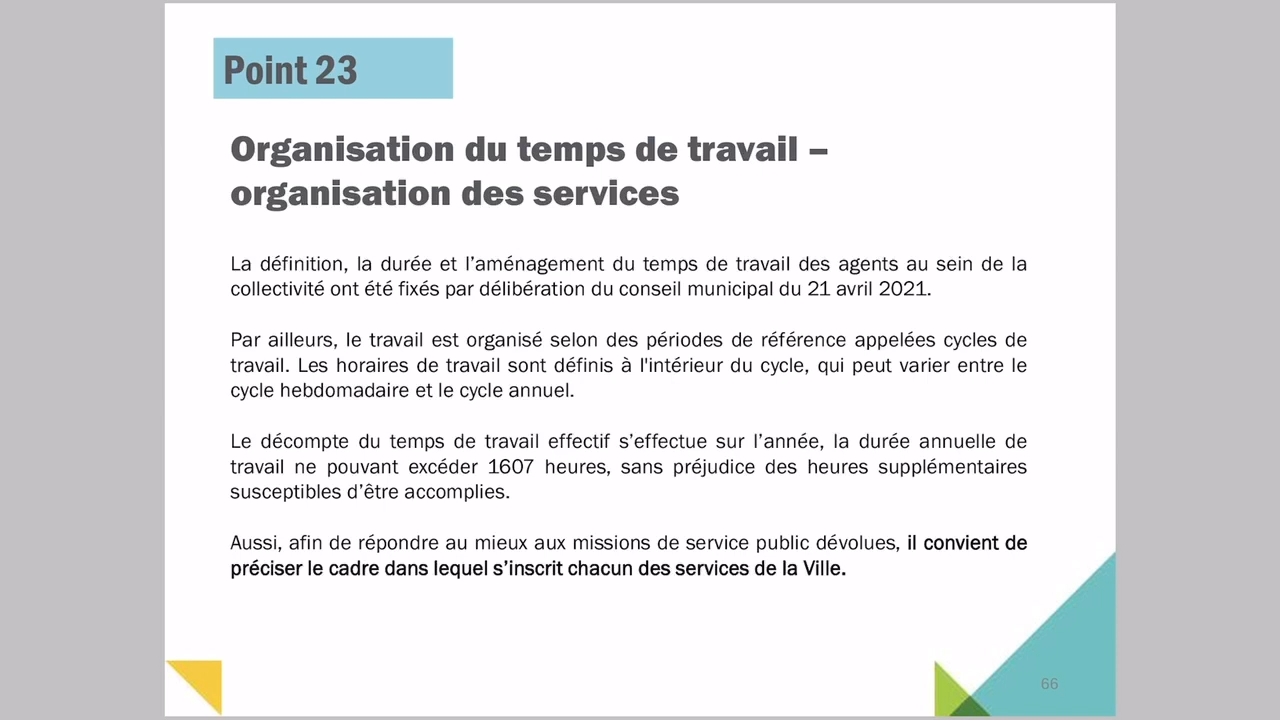 Point 23
Organisation du temps de travail –
organisation des services
La définition, la durée et l’aménagement du temps de travail des agents au sein de la
collectivité ont été fixés par délibération du conseil municipal du 21 avril 2021.
Par ailleurs, le travail est organisé selon des périodes de référence appelées cycles de
travail. Les horaires de travail sont définis à l'intérieur du cycle, qui peut varier entre le
cycle hebdomadaire et le cycle annuel.
Le décompte du temps de travail effectif s’effectue sur l’année, la durée annuelle de
travail ne pouvant excéder 1607 heures, sans préjudice des heures supplémentaires
susceptibles d’être accomplies.
Aussi, afin de répondre au mieux aux missions de service public dévolues, il convient de
préciser le cadre dans lequel s’inscrit chacun des services de la Ville.
66